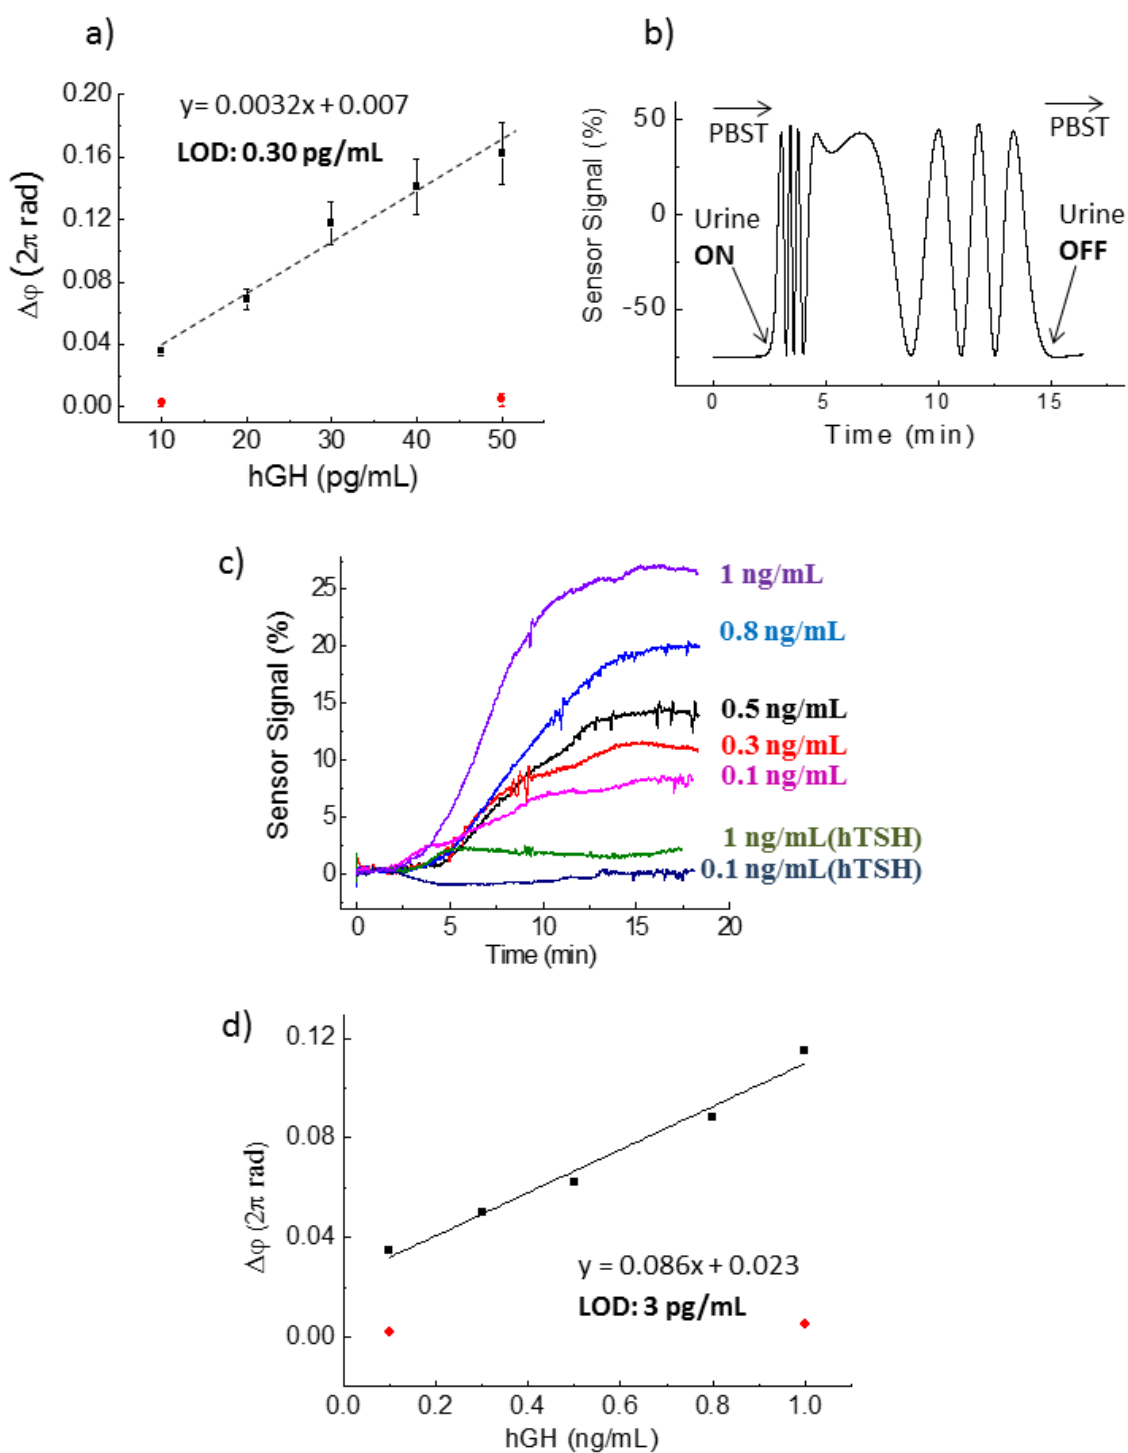 a)
y= 0.0032x + 0.007
LOD: 0.30 pg/mL
0.20
0.16
0.12
0.08
0.04
0.00
Δφ (2π rad)
10 20 30 40 50
hGH (pg/mL)
b)
PBST
PBST
Urine
ON
Urine
OFF
50
0
-50
Sensor Signal (%)
0 5 10 15
Time (min)
c)
25
20
15
10
5
0
Sensor Signal (%)
1 ng/mL
0.8 ng/mL
0.5 ng/mL
0.3 ng/mL
0.1 ng/mL
1 ng/mL(hTSH)
0.1 ng/mL(hTSH)
0 5 10 15 20
Time (min)
d)
0.12
0.08
0.04
0.00
Δφ (2π rad)
y = 0.086x + 0.023
LOD: 3 pg/mL
0.0 0.2 0.4 0.6 0.8 1.0
hGH (ng/mL)